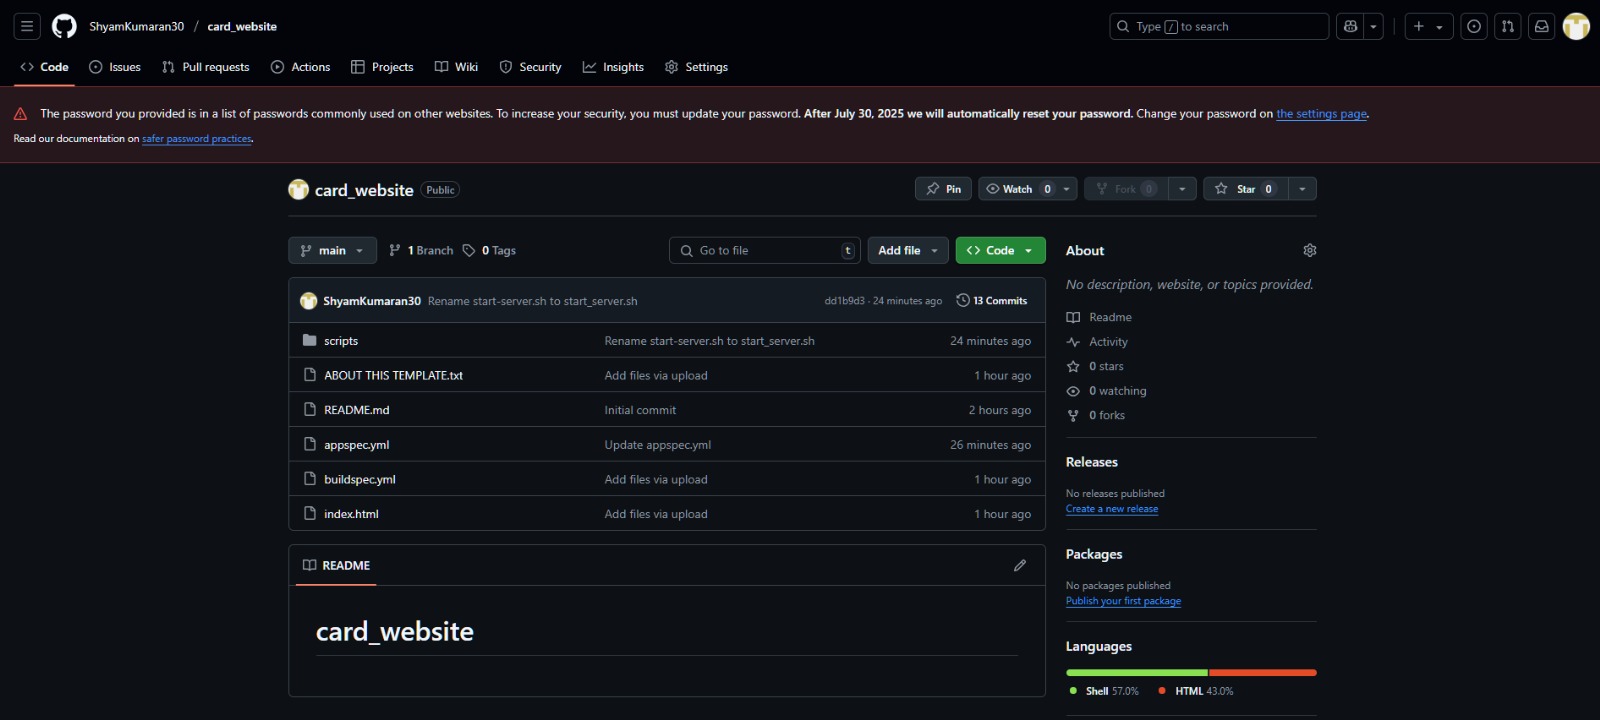 ShyamKumaran30 / card_website
Type / to search
Code Issues Pull requests Actions Projects Wiki Security Insights Settings
The password you provided is in a list of passwords commonly used on other websites. To increase your security, you must update your password. After July 30, 2025 we will automatically reset your password. Change your password on the settings page.
Read our documentation on safer password practices.
card_website Public
Pin Watch 0 Fork 0 Star 0
main 1 Branch 0 Tags
Go to file t Add file Code
ShyamKumaran30 Rename start-server.sh to start_server.sh dd1b9d3 · 24 minutes ago 13 Commits
scripts Rename start-server.sh to start_server.sh 24 minutes ago
ABOUT THIS TEMPLATE.txt Add files via upload 1 hour ago
README.md Initial commit 2 hours ago
appspec.yml Update appspec.yml 26 minutes ago
buildspec.yml Add files via upload 1 hour ago
index.html Add files via upload 1 hour ago
README
card_website
About
No description, website, or topics provided.
Readme
Activity
0 stars
0 watching
0 forks
Releases
No releases published
Create a new release
Packages
No packages published
Publish your first package
Languages
Shell 57.0% HTML 43.0%